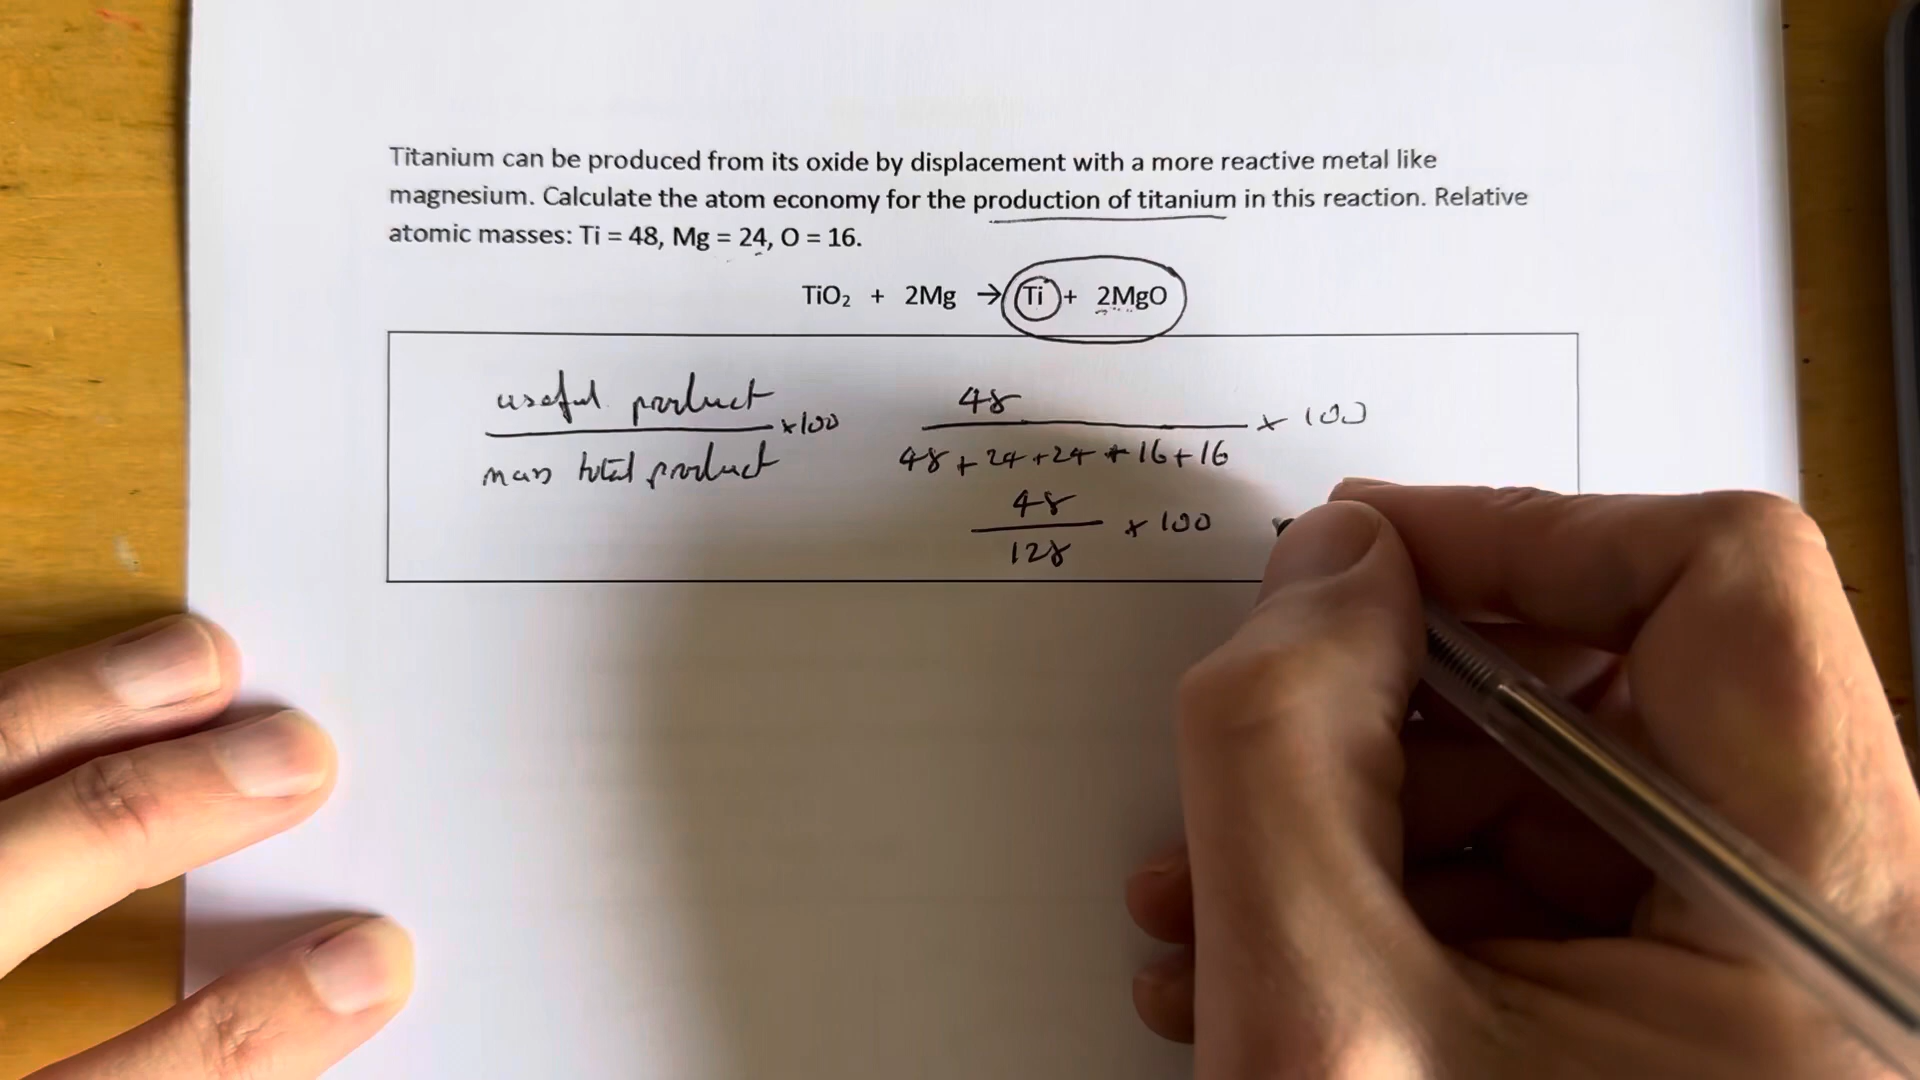 Titanium can be produced from its oxide by displacement with a more reactive metal like
magnesium. Calculate the atom economy for the production of titanium in this reaction. Relative
atomic masses: Ti = 48, Mg = 24, O = 16.
TiO₂ + 2Mg → Ti + 2MgO
useful product
mass total product
×100
48
48 + 24 + 24 + 16 + 16
× 100
48
128
× 100